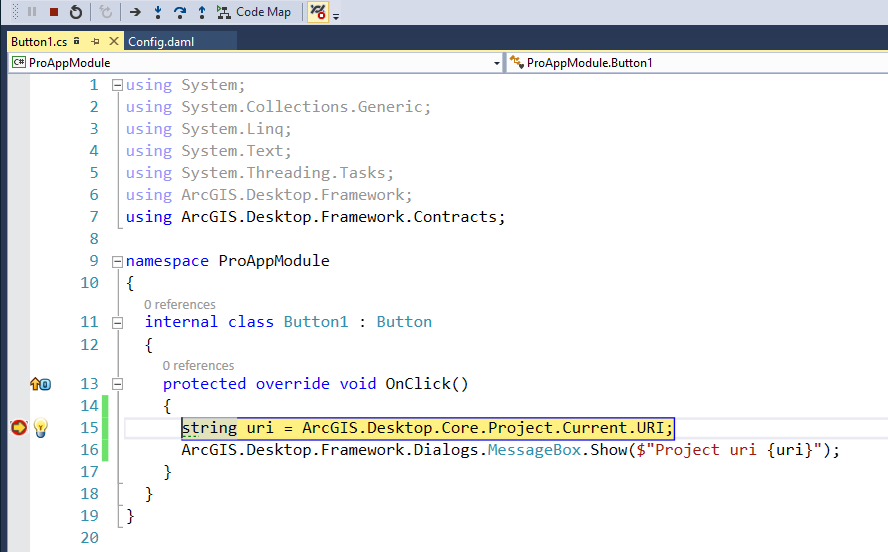 Code Map
Button1.cs Config.daml
C# ProAppModule ProAppModule.Button1
1 using System;
2 using System.Collections.Generic;
3 using System.Linq;
4 using System.Text;
5 using System.Threading.Tasks;
6 using ArcGIS.Desktop.Framework;
7 using ArcGIS.Desktop.Framework.Contracts;
8
9 namespace ProAppModule
10 {
0 references
11 internal class Button1 : Button
12 {
0 references
13 protected override void OnClick()
14 {
15 string uri = ArcGIS.Desktop.Core.Project.Current.URI;
16 ArcGIS.Desktop.Framework.Dialogs.MessageBox.Show($"Project uri {uri}");
17 }
18 }
19 }
20